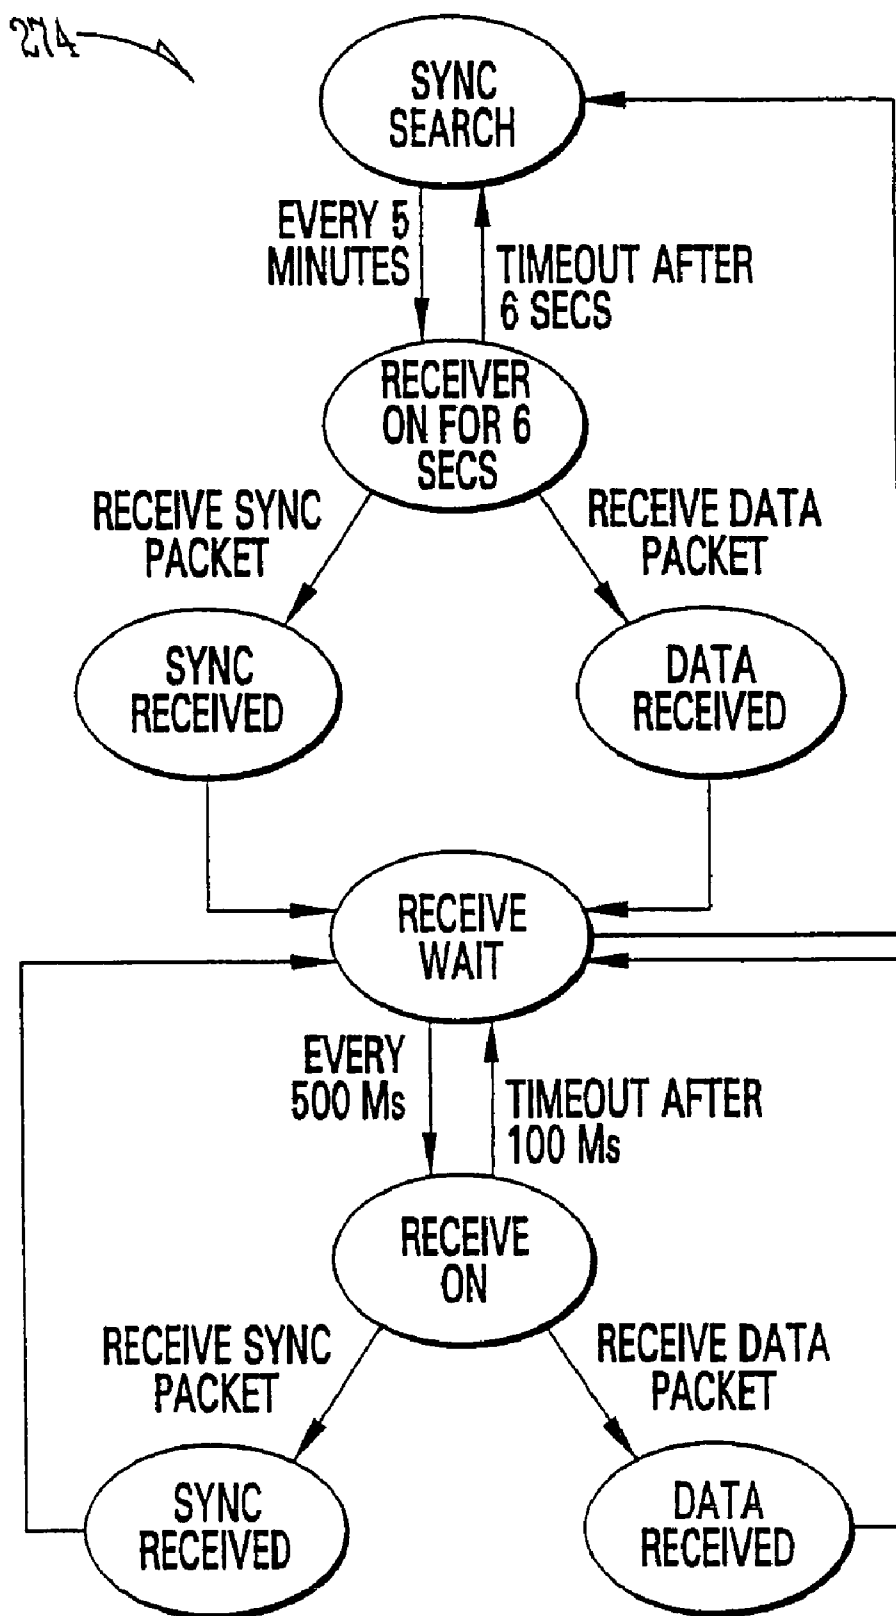 274
SYNC
SEARCH
EVERY 5
MINUTES
TIMEOUT AFTER
6 SECS
RECEIVER
ON FOR 6
SECS
RECEIVE SYNC
PACKET
RECEIVE DATA
PACKET
SYNC
RECEIVED
DATA
RECEIVED
RECEIVE
WAIT
EVERY
500 Ms
TIMEOUT AFTER
100 Ms
RECEIVE
ON
RECEIVE SYNC
PACKET
RECEIVE DATA
PACKET
SYNC
RECEIVED
DATA
RECEIVED